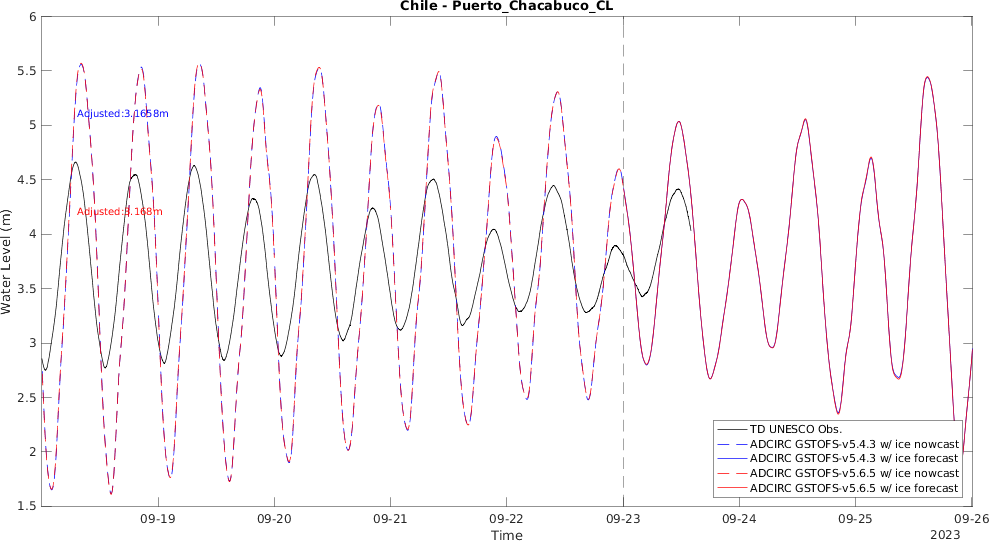 Chile - Puerto_Chacabuco_CL
6
5.5
5
4.5
4
3.5
3
2.5
2
1.5
Water Level (m)
Adjusted:3.1658m
Adjusted:3.168m
TD UNESCO Obs.
ADCIRC GSTOFS-v5.4.3 w/ ice nowcast
ADCIRC GSTOFS-v5.4.3 w/ ice forecast
ADCIRC GSTOFS-v5.6.5 w/ ice nowcast
ADCIRC GSTOFS-v5.6.5 w/ ice forecast
09-19 09-20 09-21 09-22 09-23 09-24 09-25 09-26
Time
2023